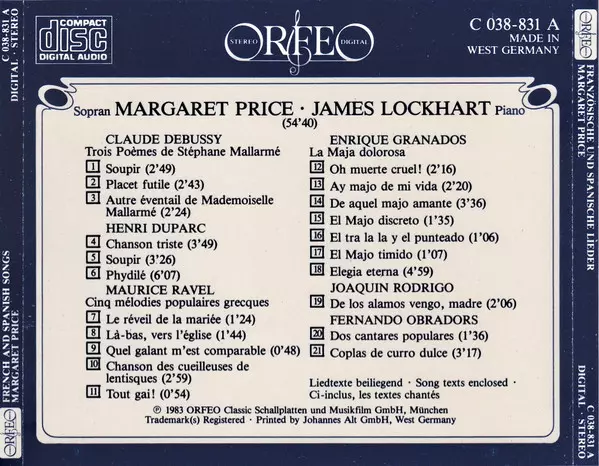 COMPACT
disc
DIGITAL AUDIO
STEREO
ORFEO
DIGITAL
C 038-831 A
MADE IN
WEST GERMANY
Sopran MARGARET PRICE · JAMES LOCKHART Piano
(54'40)
CLAUDE DEBUSSY
Trois Poèmes de Stéphane Mallarmé
1 Soupir (2'49)
2 Placet futile (2'43)
3 Autre éventail de Mademoiselle
Mallarmé (2'24)
HENRI DUPARC
4 Chanson triste (3'49)
5 Soupir (3'26)
6 Phydilé (6'07)
MAURICE RAVEL
Cinq mélodies populaires grecques
7 Le réveil de la mariée (1'24)
8 Là-bas, vers l'église (1'44)
9 Quel galant m'est comparable (0'48)
10 Chanson des cueilleuses de
lentisques (2'59)
11 Tout gai! (0'54)
ENRIQUE GRANADOS
La Maja dolorosa
12 Oh muerte cruel! (2'16)
13 Ay majo de mi vida (2'20)
14 De aquel majo amante (3'36)
15 El Majo discreto (1'35)
16 El tra la la y el punteado (1'06)
17 El Majo timido (1'07)
18 Elegia eterna (4'59)
JOAQUIN RODRIGO
19 De los alamos vengo, madre (2'06)
FERNANDO OBRADORS
20 Dos cantares populares (1'36)
21 Coplas de curro dulce (3'17)
Liedtexte beiliegend · Song texts enclosed ·
Ci-inclus, les textes chantés
℗ 1983 ORFEO Classic Schallplatten und Musikfilm GmbH, München
Trademark(s) Registered · Printed by Johannes Alt GmbH, West Germany
C 038-831 A
DIGITAL · STEREO
FRENCH AND SPANISH SONGS
MARGARET PRICE
ORFEO
FRANZÖSISCHE UND SPANISCHE LIEDER
MARGARET PRICE
C 038-831 A
DIGITAL · STEREO
ORFEO